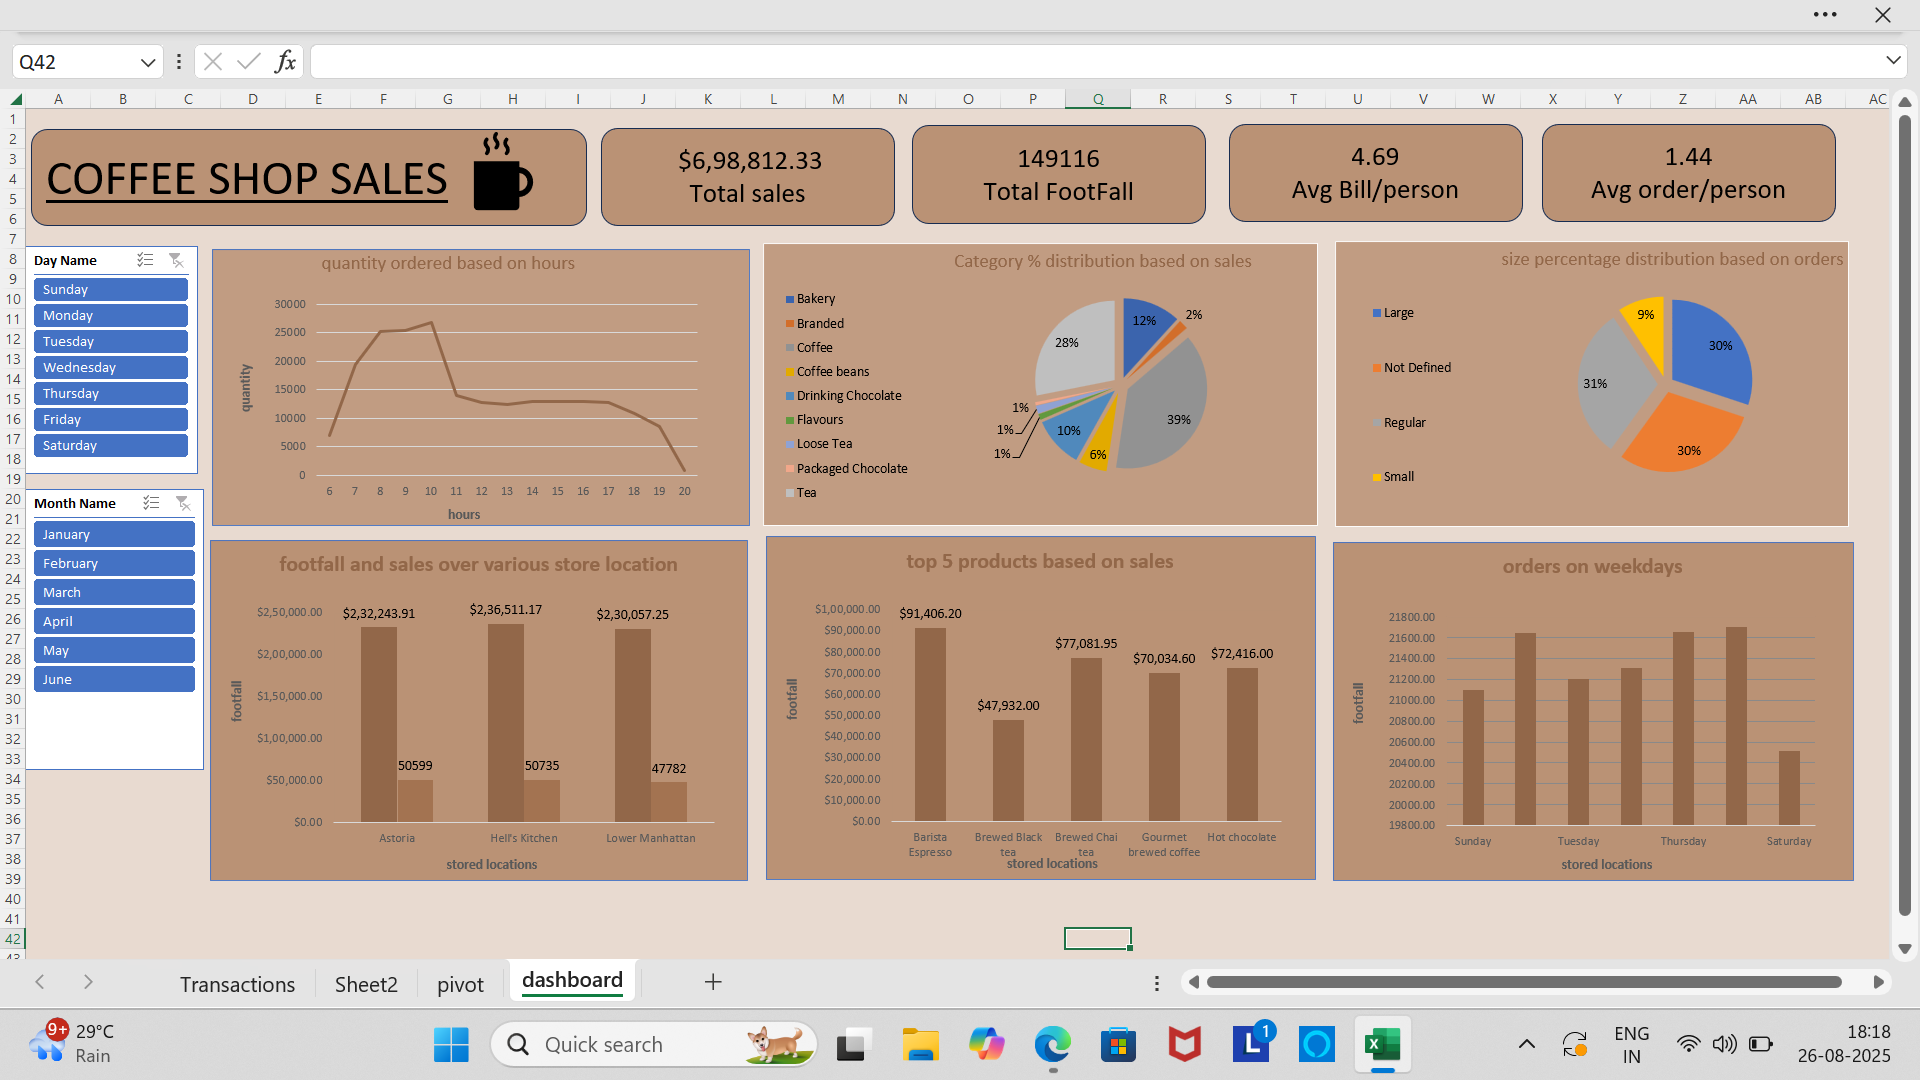 Q42
fx
A B C D E F G H I J K L M N O P Q R S T U V W X Y Z AA AB AC
1
2
3
4
5
6
7
8
9
10
11
12
13
14
15
16
17
18
19
20
21
22
23
24
25
26
27
28
29
30
31
32
33
34
35
36
37
38
39
40
41
42
43
COFFEE SHOP SALES
$6,98,812.33
Total sales
149116
Total FootFall
4.69
Avg Bill/person
1.44
Avg order/person
Day Name
Sunday
Monday
Tuesday
Wednesday
Thursday
Friday
Saturday
Month Name
January
February
March
April
May
June
quantity ordered based on hours
quantity
30000
25000
20000
15000
10000
5000
0
6 7 8 9 10 11 12 13 14 15 16 17 18 19 20
hours
Category % distribution based on sales
Bakery
Branded
Coffee
Coffee beans
Drinking Chocolate
Flavours
Loose Tea
Packaged Chocolate
Tea
12%
2%
39%
6%
10%
1%
1%
1%
28%
size percentage distribution based on orders
Large
Not Defined
Regular
Small
30%
30%
31%
9%
footfall and sales over various store location
footfall
$2,50,000.00
$2,00,000.00
$1,50,000.00
$1,00,000.00
$50,000.00
$0.00
$2,32,243.91
$2,36,511.17
$2,30,057.25
50599
50735
47782
Astoria
Hell's Kitchen
Lower Manhattan
stored locations
top 5 products based on sales
footfall
$1,00,000.00
$90,000.00
$80,000.00
$70,000.00
$60,000.00
$50,000.00
$40,000.00
$30,000.00
$20,000.00
$10,000.00
$0.00
$91,406.20
$47,932.00
$77,081.95
$70,034.60
$72,416.00
Barista
Espresso
Brewed Black
tea
Brewed Chai
tea
Gourmet
brewed coffee
Hot chocolate
stored locations
orders on weekdays
footfall
21800.00
21600.00
21400.00
21200.00
21000.00
20800.00
20600.00
20400.00
20200.00
20000.00
19800.00
Sunday
Tuesday
Thursday
Saturday
stored locations
Transactions
Sheet2
pivot
dashboard
9+
29°C
Rain
Quick search
L
1
X
ENG
IN
18:18
26-08-2025